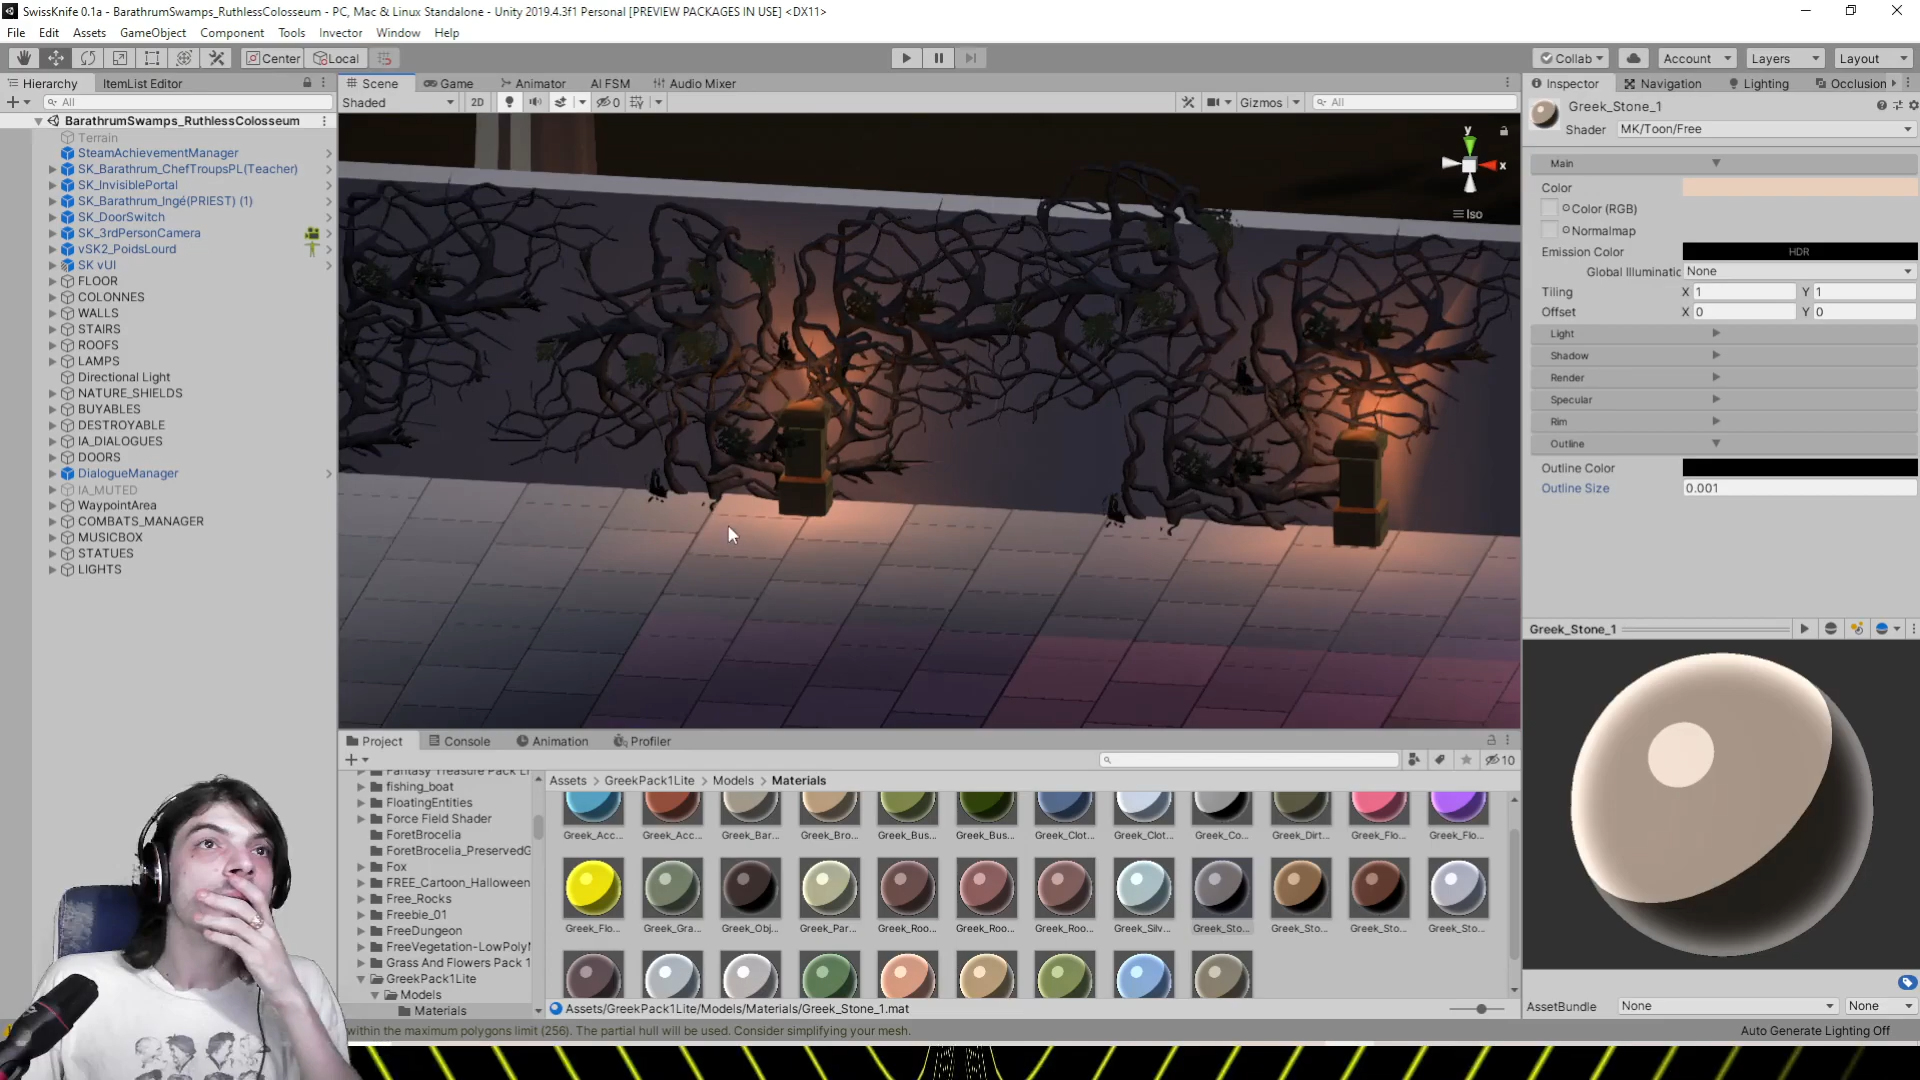 SwissKnife 0.1a - BarathrumSwamps_RuthlessColosseum - PC, Mac & Linux Standalone - Unity 2019.4.3f1 Personal [PREVIEW PACKAGES IN USE] <DX11>
File Edit Assets GameObject Component Tools Invector Window Help
Center Local Collab Account Layers Layout
Hierarchy ItemList Editor
All
BarathrumSwamps_RuthlessColosseum
Terrain
SteamAchievementManager
SK_Barathrum_ChefTroupsPL(Teacher)
SK_InvisiblePortal
SK_Barathrum_Ingé(PRIEST) (1)
SK_DoorSwitch
SK_3rdPersonCamera
vSK2_PoidsLourd
SK vUI
FLOOR
COLONNES
WALLS
STAIRS
ROOFS
LAMPS
Directional Light
NATURE_SHIELDS
BUYABLES
DESTROYABLE
IA_DIALOGUES
DOORS
DialogueManager
IA_MUTED
WaypointArea
COMBATS_MANAGER
MUSICBOX
STATUES
LIGHTS
Scene Game Animator AI FSM Audio Mixer
Shaded 2D 0 Gizmos All
y
x
Iso
Inspector Navigation Lighting Occlusion
Greek_Stone_1
Shader MK/Toon/Free
Main
Color
Color (RGB)
Normalmap
Emission Color HDR
Global Illuminatic None
Tiling X 1 Y 1
Offset X 0 Y 0
Light
Shadow
Render
Specular
Rim
Outline
Outline Color
Outline Size 0.001
Greek_Stone_1
AssetBundle None None
Project Console Animation Profiler
10
Fantasy Treasure Pack Li
fishing_boat
FloatingEntities
Force Field Shader
ForetBrocelia
ForetBrocelia_PreservedG
Fox
FREE_Cartoon_Halloween
Free_Rocks
Freebie_01
FreeDungeon
FreeVegetation-LowPolyN
Grass And Flowers Pack 1
GreekPack1Lite
Models
Materials
Assets > GreekPack1Lite > Models > Materials
Greek_Acc... Greek_Acc... Greek_Bar... Greek_Bro... Greek_Bus... Greek_Bus... Greek_Clot... Greek_Clot... Greek_Co... Greek_Dirt... Greek_Flo... Greek_Flo...
Greek_Flo... Greek_Gra... Greek_Obj... Greek_Par... Greek_Roo... Greek_Roo... Greek_Roo... Greek_Silv... Greek_Sto... Greek_Sto... Greek_Sto... Greek_Sto...
Assets/GreekPack1Lite/Models/Materials/Greek_Stone_1.mat
within the maximum polygons limit (256). The partial hull will be used. Consider simplifying your mesh.
Auto Generate Lighting Off